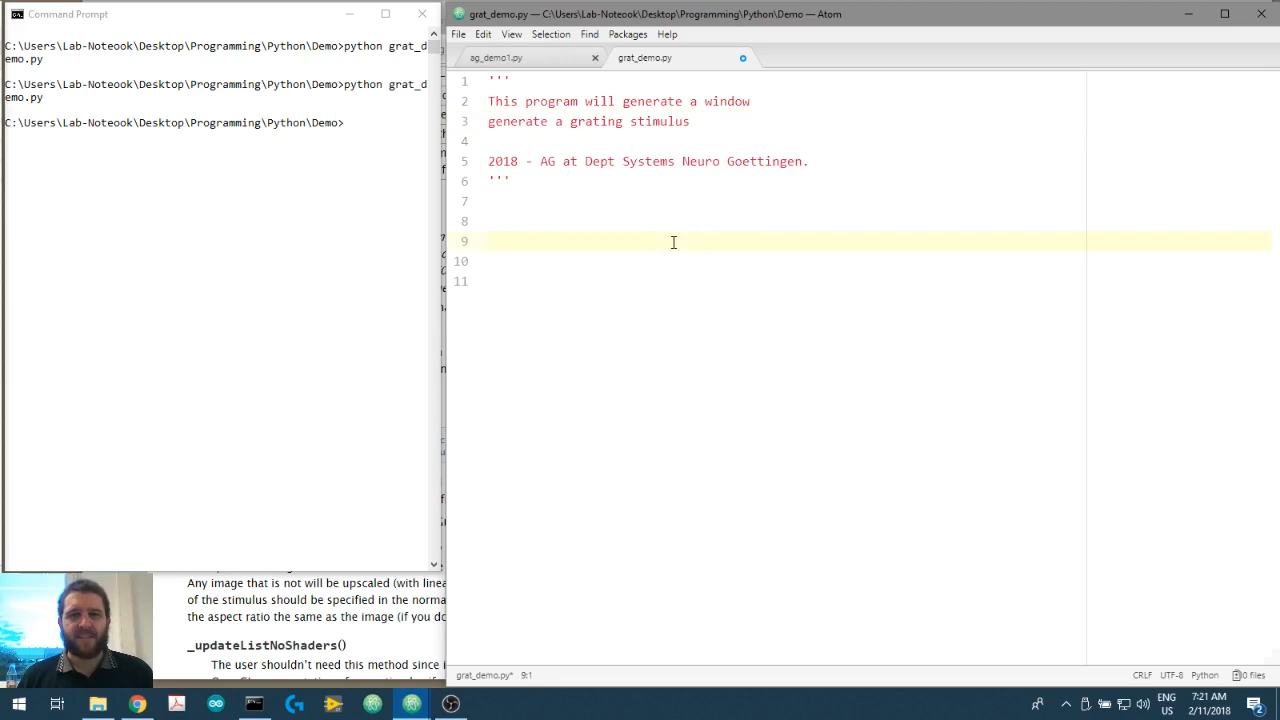 Command Prompt
C:\Users\Lab-Noteook\Desktop\Programming\Python\Demo>python grat_d
emo.py
C:\Users\Lab-Noteook\Desktop\Programming\Python\Demo>python grat_d
emo.py
C:\Users\Lab-Noteook\Desktop\Programming\Python\Demo>
Any image that is not will be upscaled (with linea
of the stimulus should be specified in the norma
the aspect ratio the same as the image (if you do
_updateListNoShaders()
The user shouldn't need this method since i
grat_demo.py — C:\Users\Lab-Noteook\Desktop\Programming\Python\Demo — Atom
File Edit View Selection Find Packages Help
ag_demo1.py
grat_demo.py
1 '''
2 This program will generate a window
3 generate a grating stimulus
4
5 2018 - AG at Dept Systems Neuro Goettingen.
6 '''
7
8
9
10
11
grat_demo.py* 9:1
CRLF UTF-8 Python 0 files
ENG
US
7:21 AM
2/11/2018
2